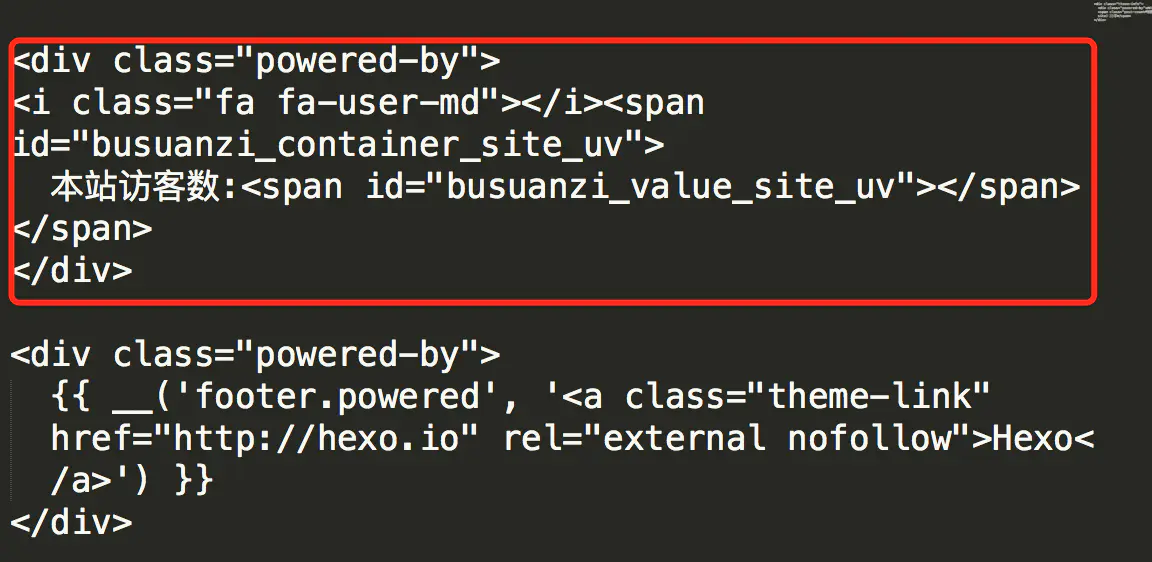 <div class="powered-by">
<i class="fa fa-user-md"></i><span
id="busuanzi_container_site_uv">
本站访客数:<span id="busuanzi_value_site_uv"></span>
</span>
</div>
<div class="powered-by">
{{ __('footer.powered', '<a class="theme-link"
href="http://hexo.io" rel="external nofollow">Hexo<
/a>') }}
</div>